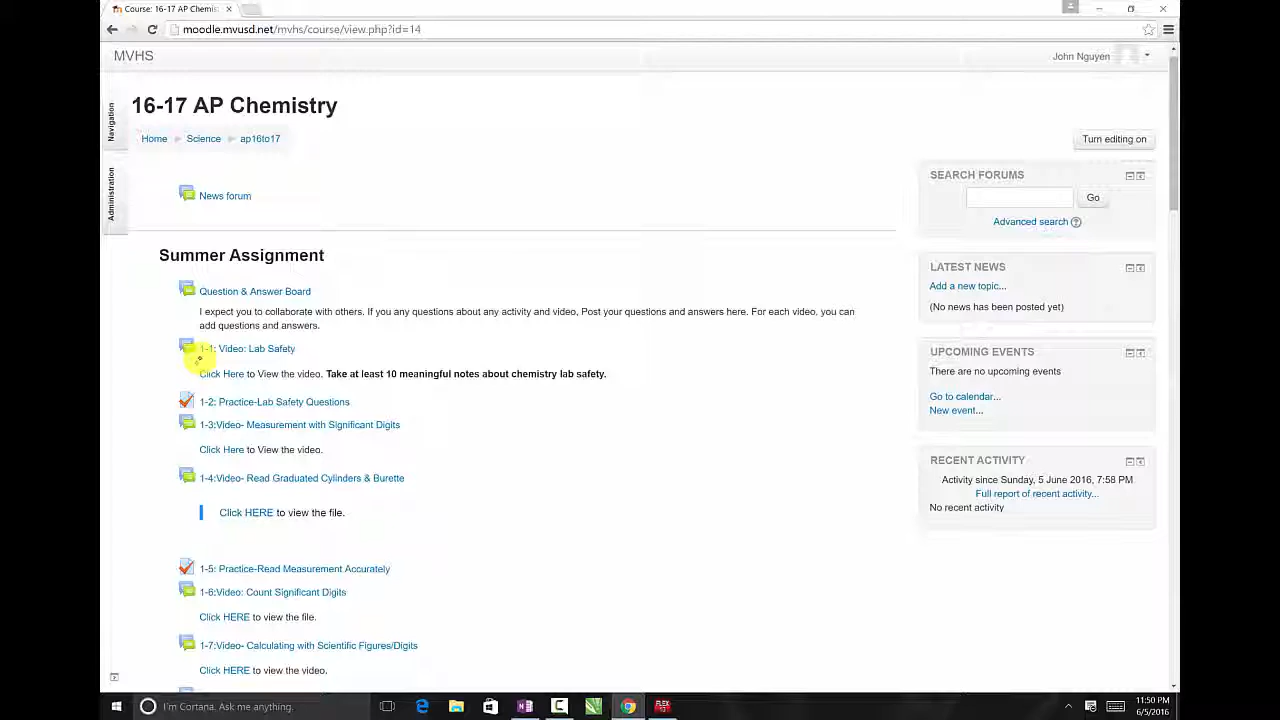 Course: 16-17 AP Chemis
moodle.mvusd.net/mvhs/course/view.php?id=14
MVHS
John Nguyen
Navigation
Administration
16-17 AP Chemistry
Home Science ap16to17
Turn editing on
News forum
Summer Assignment
Question & Answer Board
I expect you to collaborate with others. If you any questions about any activity and video, Post your questions and answers here. For each video, you can
add questions and answers.
1-1: Video: Lab Safety
Click Here to View the video. Take at least 10 meaningful notes about chemistry lab safety.
1-2: Practice-Lab Safety Questions
1-3:Video- Measurement with Significant Digits
Click Here to View the video.
1-4:Video- Read Graduated Cylinders & Burette
Click HERE to view the file.
1-5: Practice-Read Measurement Accurately
1-6:Video: Count Significant Digits
Click HERE to view the file.
1-7:Video- Calculating with Scientific Figures/Digits
Click HERE to view the video.
SEARCH FORUMS
Go
Advanced search
LATEST NEWS
Add a new topic...
(No news has been posted yet)
UPCOMING EVENTS
There are no upcoming events
Go to calendar...
New event...
RECENT ACTIVITY
Activity since Sunday, 5 June 2016, 7:58 PM
Full report of recent activity...
No recent activity
I'm Cortana. Ask me anything.
FLEX
11:50 PM
6/5/2016